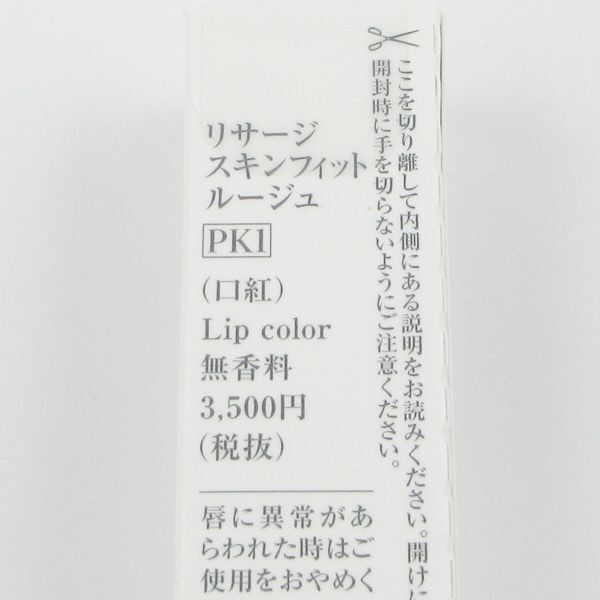 リサージ
スキンフィット
ルージュ
PK1
(口紅)
Lip color
無香料
3,500円
(税抜)
唇に異常があ
らわれた時はご
使用をおやめく
ここを切り離して内側にある説明をお読みください。開けに
開封時に手を切らないようにご注意ください。